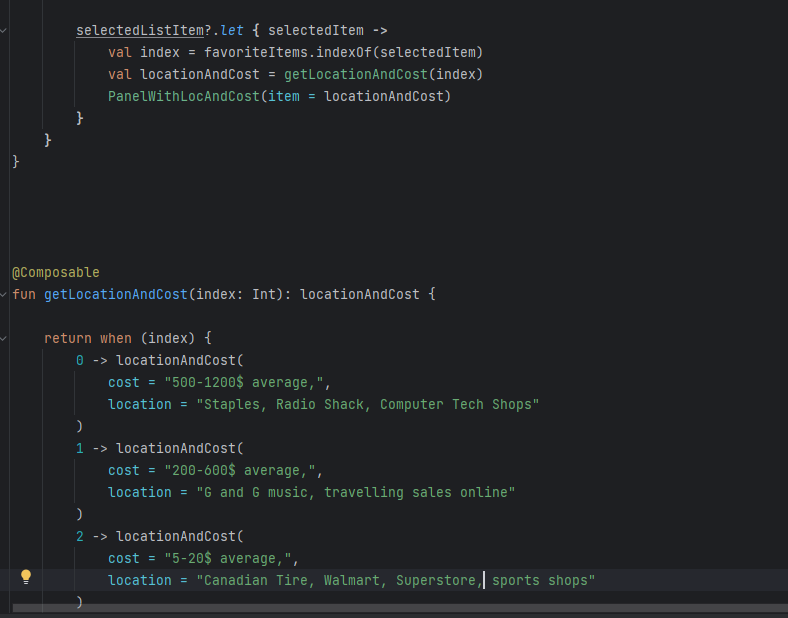 selectedListItem?.let { selectedItem ->
val index = favoriteItems.indexOf(selectedItem)
val locationAndCost = getLocationAndCost(index)
PanelWithLocAndCost(item = locationAndCost)
}
}
}
@Composable
fun getLocationAndCost(index: Int): locationAndCost {
return when (index) {
0 -> locationAndCost(
cost = "500-1200$ average,",
location = "Staples, Radio Shack, Computer Tech Shops"
)
1 -> locationAndCost(
cost = "200-600$ average,",
location = "G and G music, travelling sales online"
)
2 -> locationAndCost(
cost = "5-20$ average,",
location = "Canadian Tire, Walmart, Superstore, sports shops"
)